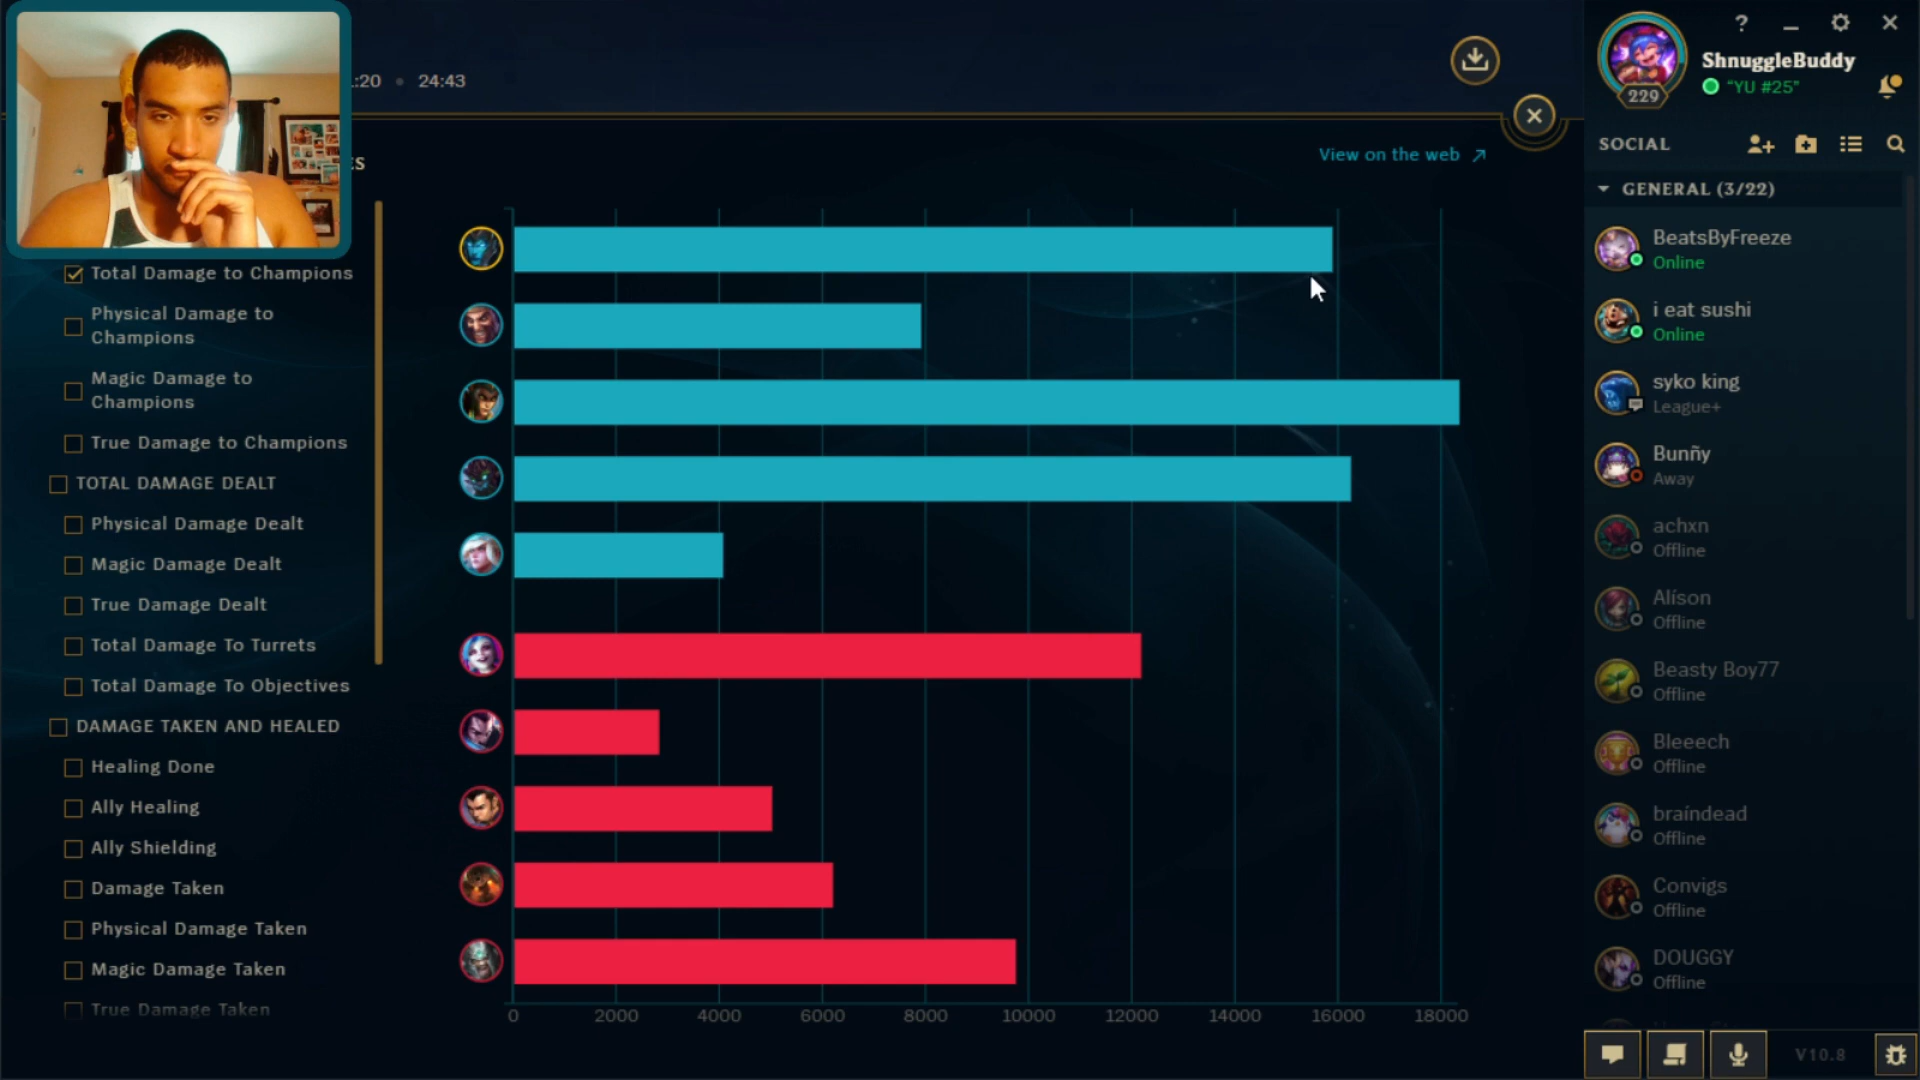 :20 • 24:43
?
ShnuggleBuddy
229
"YU #25"
View on the web
SOCIAL
GENERAL (3/22)
Total Damage to Champions
Physical Damage to
Champions
Magic Damage to
Champions
True Damage to Champions
TOTAL DAMAGE DEALT
Physical Damage Dealt
Magic Damage Dealt
True Damage Dealt
Total Damage To Turrets
Total Damage To Objectives
DAMAGE TAKEN AND HEALED
Healing Done
Ally Healing
Ally Shielding
Damage Taken
Physical Damage Taken
Magic Damage Taken
True Damage Taken
0 2000 4000 6000 8000 10000 12000 14000 16000 18000
BeatsByFreeze
Online
i eat sushi
Online
syko king
League+
Bunñy
Away
achxn
Offline
Alíson
Offline
Beasty Boy77
Offline
Bleeech
Offline
braíndead
Offline
Convigs
Offline
DOUGGY
Offline
V10.8